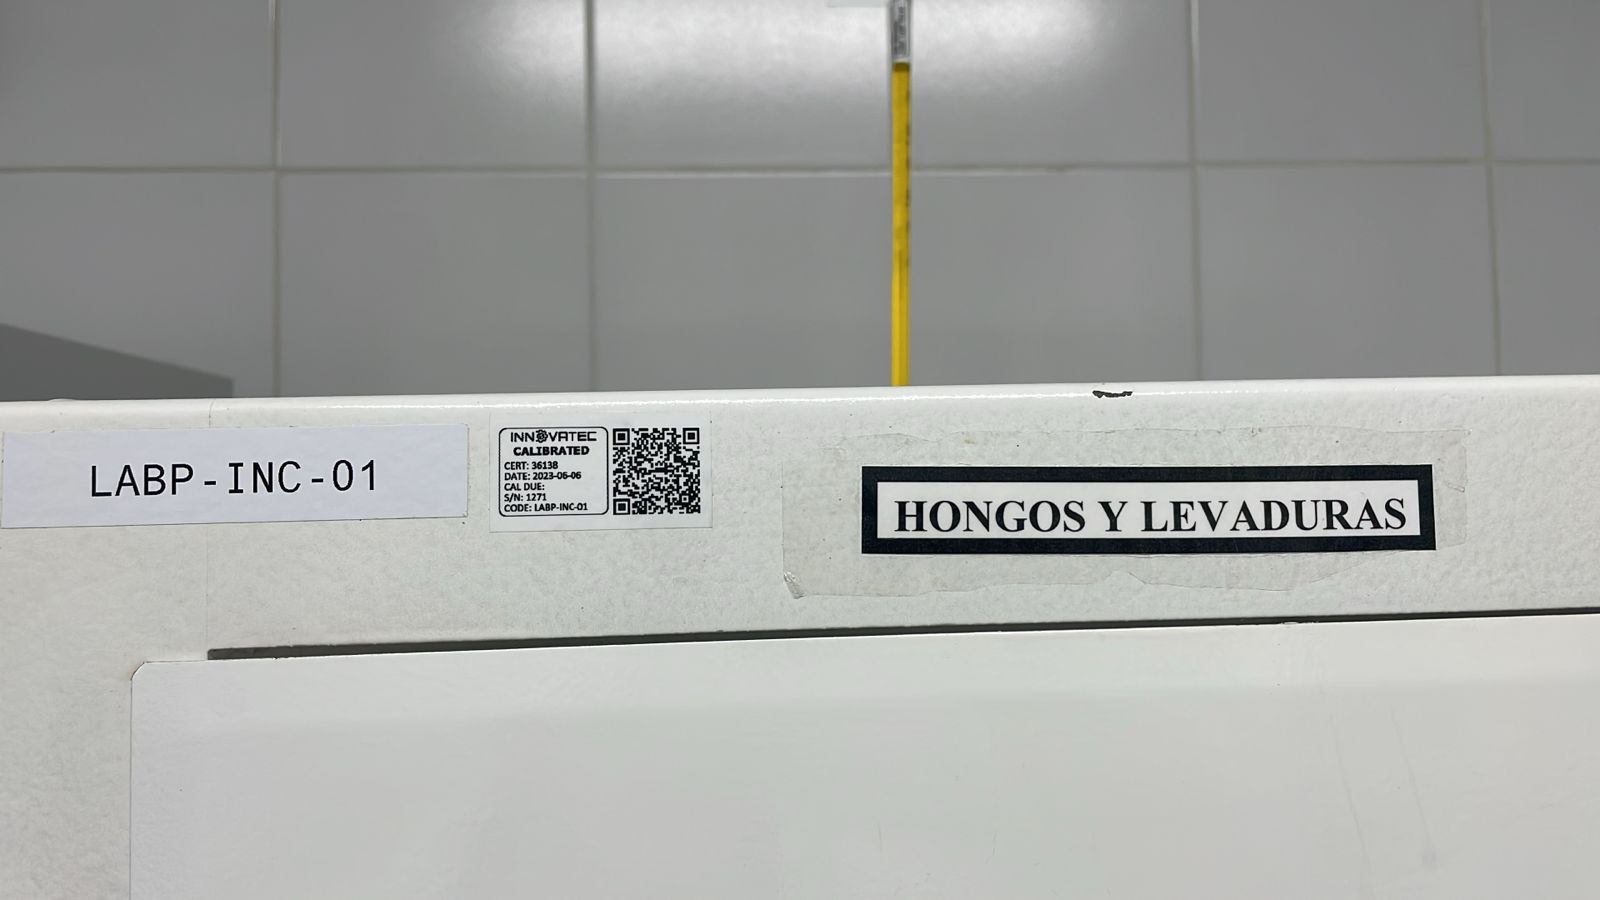 LABP-INC-01
INNOVATEC
CALIBRATED
CERT: 36138
DATE: 2023-06-06
CAL DUE:
S/N: 1271
CODE: LABP-INC-01
HONGOS Y LEVADURAS